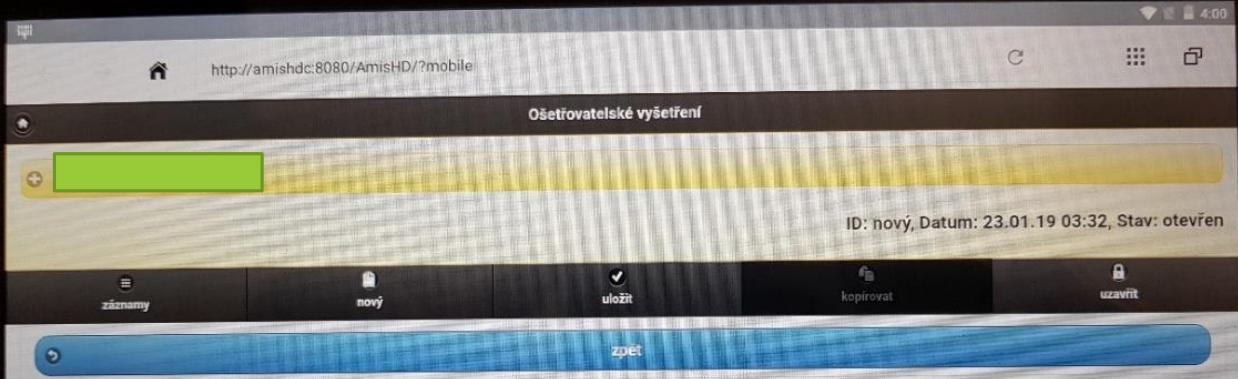 4:00
http://amishdc:8080/AmisHD/?mobile
Ošetřovatelské vyšetření
ID: nový, Datum: 23.01.19 03:32, Stav: otevřen
záznamy nový uložit kopírovat uzavřít
zpět